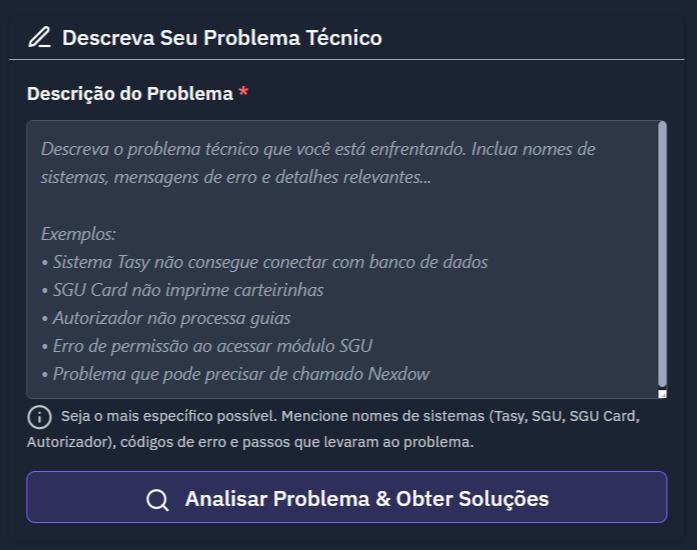 Descreva Seu Problema Técnico
Descrição do Problema *
Descreva o problema técnico que você está enfrentando. Inclua nomes de
sistemas, mensagens de erro e detalhes relevantes...
Exemplos:
• Sistema Tasy não consegue conectar com banco de dados
• SGU Card não imprime carteirinhas
• Autorizador não processa guias
• Erro de permissão ao acessar módulo SGU
• Problema que pode precisar de chamado Nexdow
Seja o mais específico possível. Mencione nomes de sistemas (Tasy, SGU, SGU Card,
Autorizador), códigos de erro e passos que levaram ao problema.
Analisar Problema & Obter Soluções